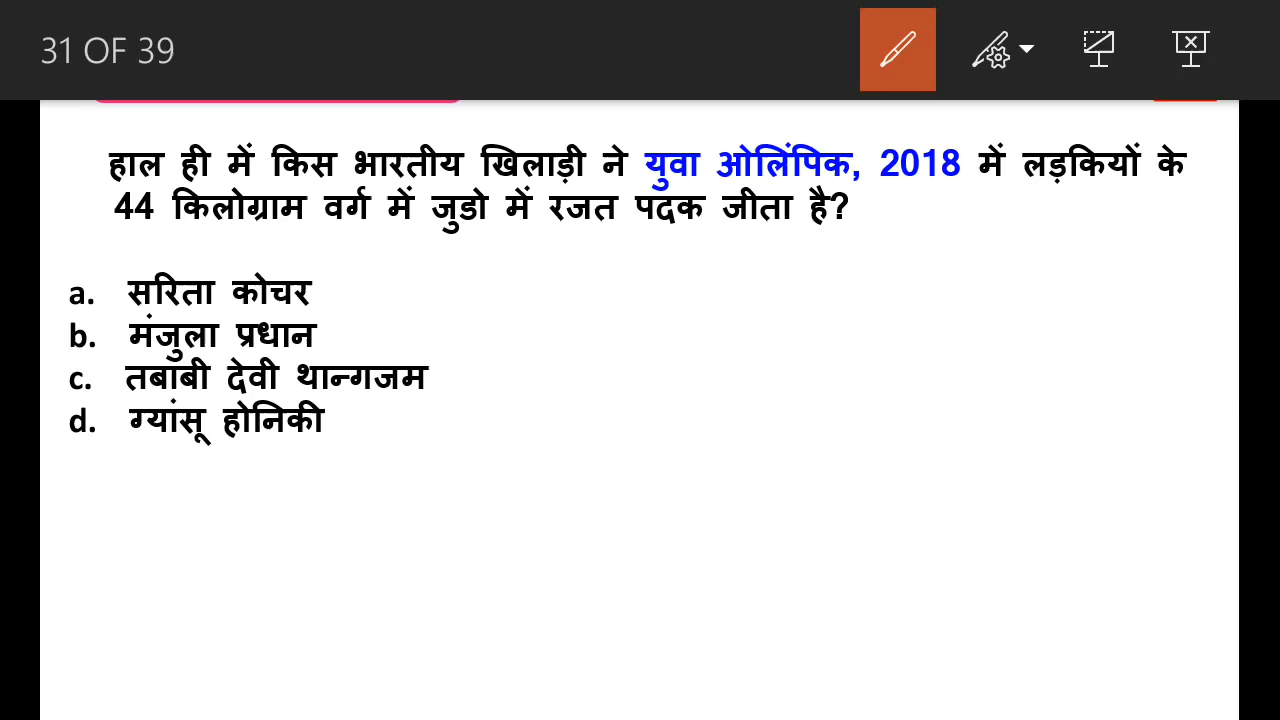 31 OF 39
हाल ही में किस भारतीय खिलाड़ी ने युवा ओलिंपिक, 2018 में लड़कियों के
44 किलोग्राम वर्ग में जुडो में रजत पदक जीता है?
a. सरिता कोचर
b. मंजुला प्रधान
c. तबाबी देवी थान्गजम
d. ग्यांसू होनिकी